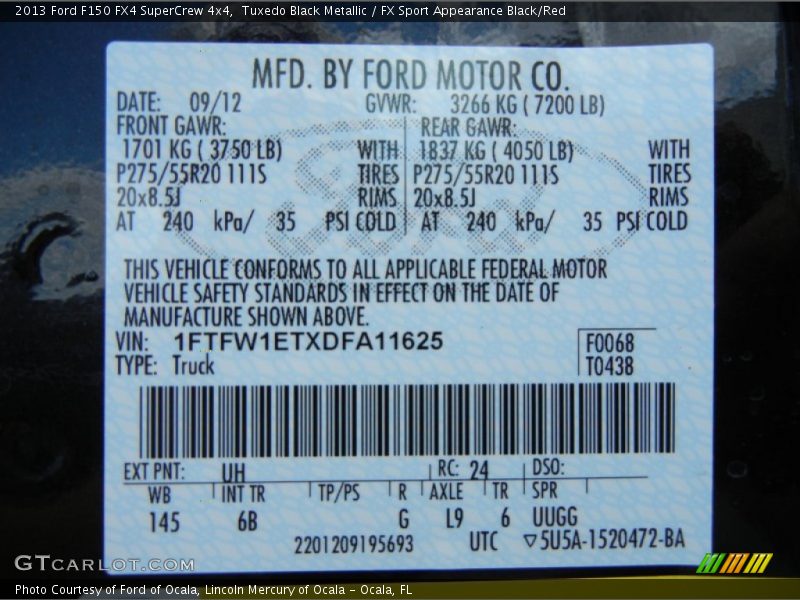 2013 Ford F150 FX4 SuperCrew 4x4,  Tuxedo Black Metallic / FX Sport Appearance Black/Red
MFD. BY FORD MOTOR CO.
DATE: 09/12 GVWR: 3266 KG ( 7200 LB)
FRONT GAWR: REAR GAWR:
1701 KG ( 3750 LB) WITH 1837 KG ( 4050 LB) WITH
P275/55R20 111S TIRES P275/55R20 111S TIRES
20x8.5J RIMS 20x8.5J RIMS
AT 240 kPa/ 35 PSI COLD AT 240 kPa/ 35 PSI COLD
THIS VEHICLE CONFORMS TO ALL APPLICABLE FEDERAL MOTOR
VEHICLE SAFETY STANDARDS IN EFFECT ON THE DATE OF
MANUFACTURE SHOWN ABOVE.
VIN: 1FTFW1ETXDFA11625 F0068
TYPE: Truck T0438
EXT PNT: UH RC: 24 DSO:
WB INT TR TP/PS R AXLE TR SPR
145 6B G L9 6 UUGG
2201209195693 UTC ▽5U5A-1520472-BA
GTCARLOT.COM
Photo Courtesy of Ford of Ocala, Lincoln Mercury of Ocala – Ocala, FL